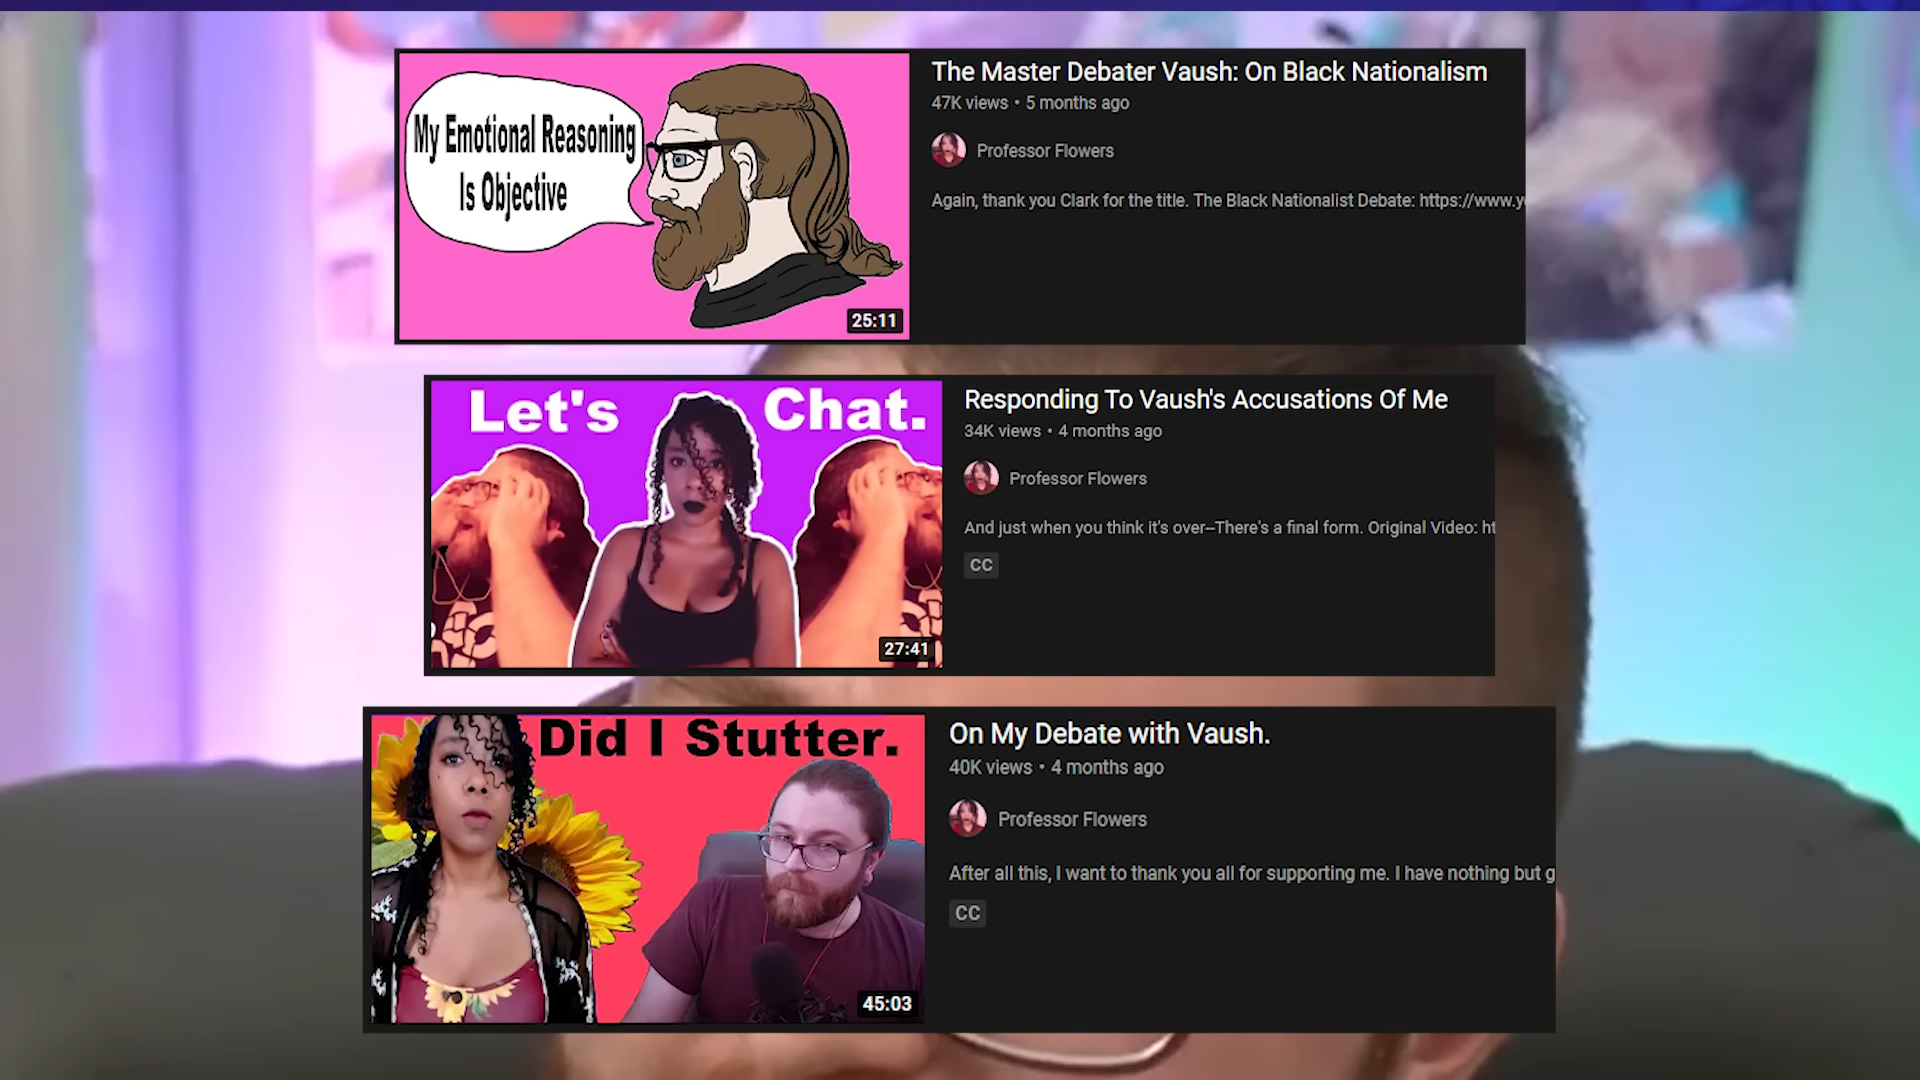 My Emotional Reasoning
Is Objective
25:11
The Master Debater Vaush: On Black Nationalism
47K views • 5 months ago
Professor Flowers
Again, thank you Clark for the title. The Black Nationalist Debate: https://www.y
Let's Chat.
27:41
Responding To Vaush's Accusations Of Me
34K views • 4 months ago
Professor Flowers
And just when you think it's over--There's a final form. Original Video: ht
CC
Did I Stutter.
45:03
On My Debate with Vaush.
40K views • 4 months ago
Professor Flowers
After all this, I want to thank you all for supporting me. I have nothing but g
CC